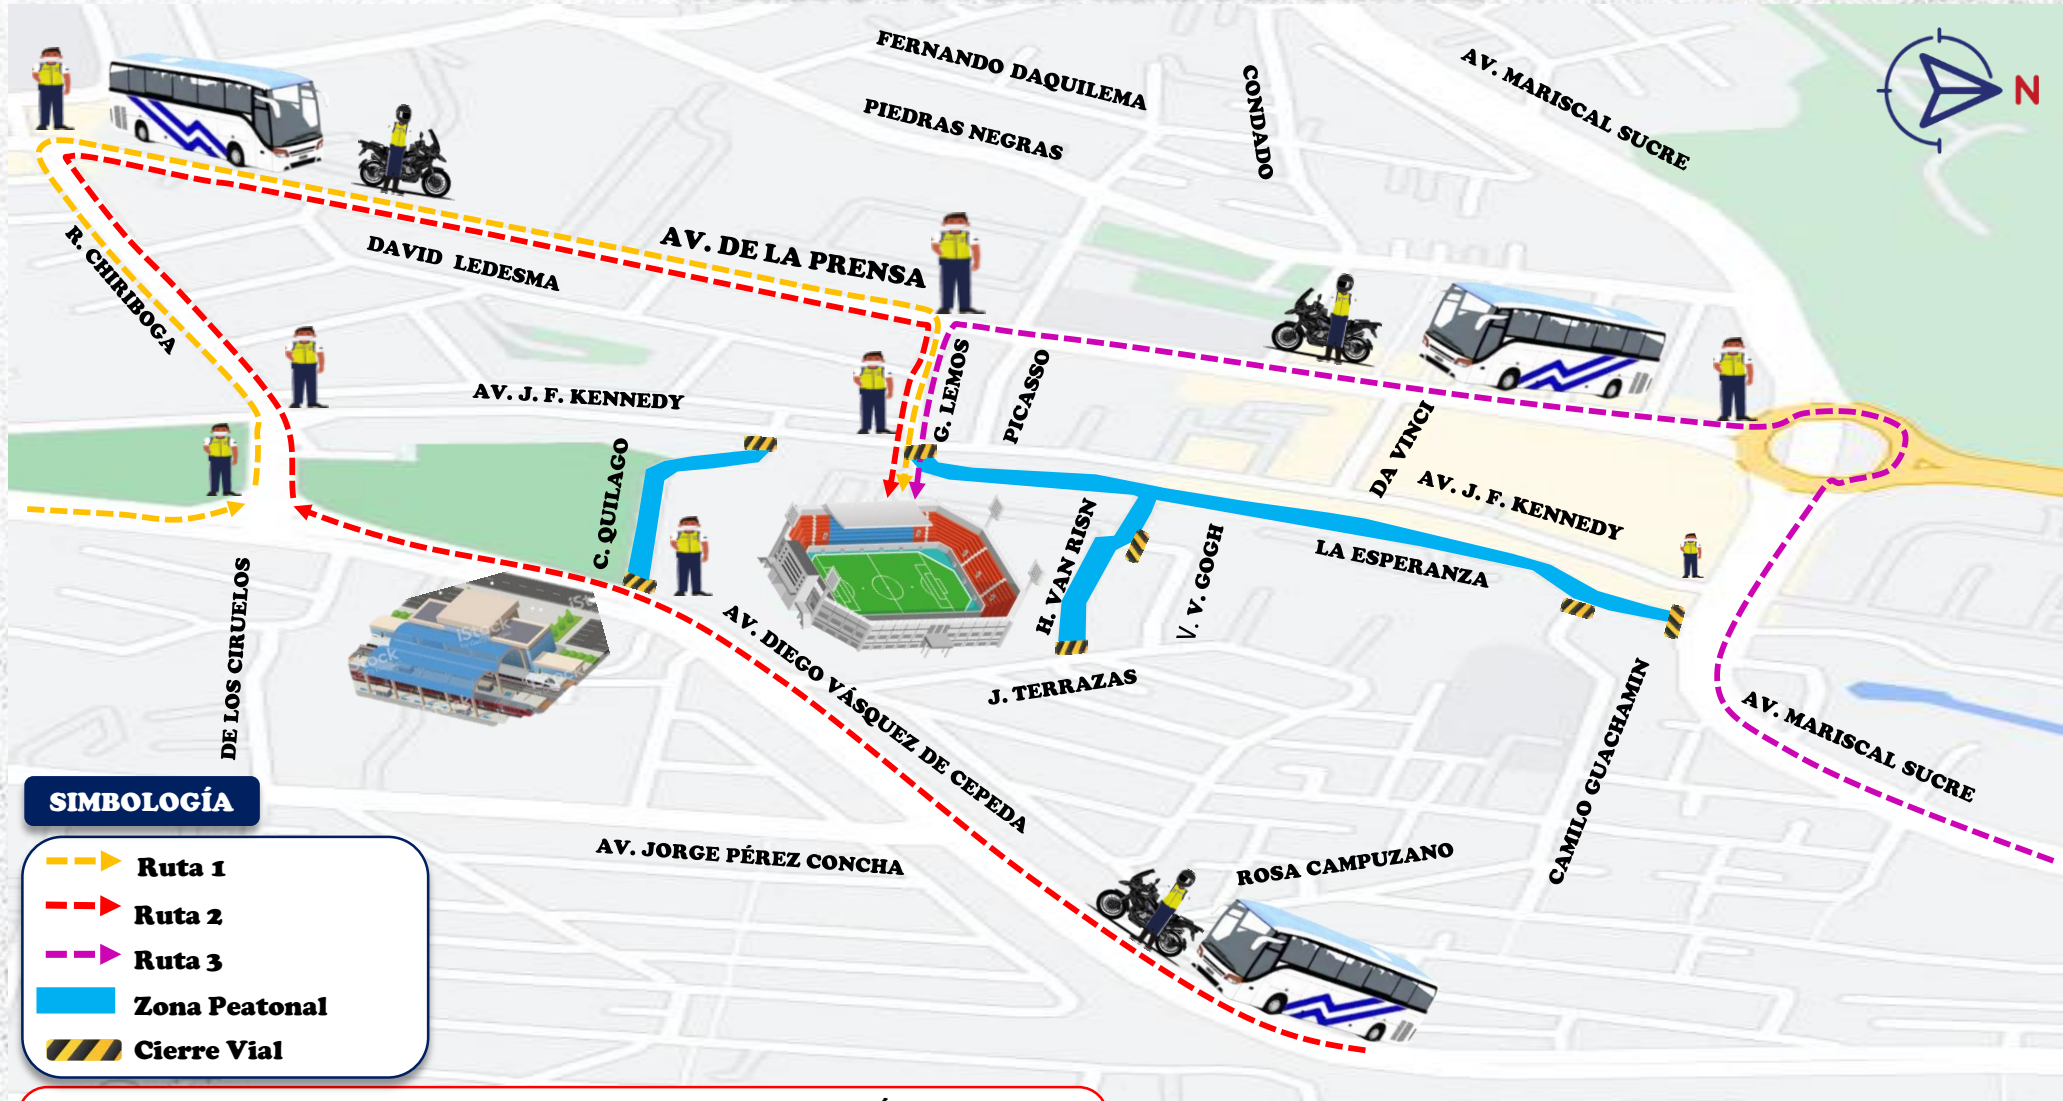 FERNANDO DAQUILEMA
PIEDRAS NEGRAS
CONDADO
AV. MARISCAL SUCRE
N
R. CHIRIBOGA
DAVID LEDESMA
AV. DE LA PRENSA
AV. J. F. KENNEDY
G. LEMOS
PICASSO
DA VINCI
AV. J. F. KENNEDY
C. QUILAGO
H. VAN RISN
V. V. GOGH
LA ESPERANZA
DE LOS CIRUELOS
AV. DIEGO VÁSQUEZ DE CEPEDA
J. TERRAZAS
CAMILO GUACHAMIN
AV. MARISCAL SUCRE
AV. JORGE PÉREZ CONCHA
ROSA CAMPUZANO
SIMBOLOGÍA
Ruta 1
Ruta 2
Ruta 3
Zona Peatonal
Cierre Vial